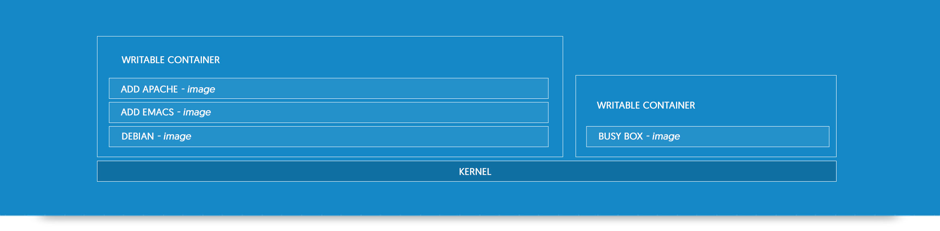 WRITABLE CONTAINER
ADD APACHE - image
ADD EMACS - image
DEBIAN - image
WRITABLE CONTAINER
BUSY BOX - image
KERNEL